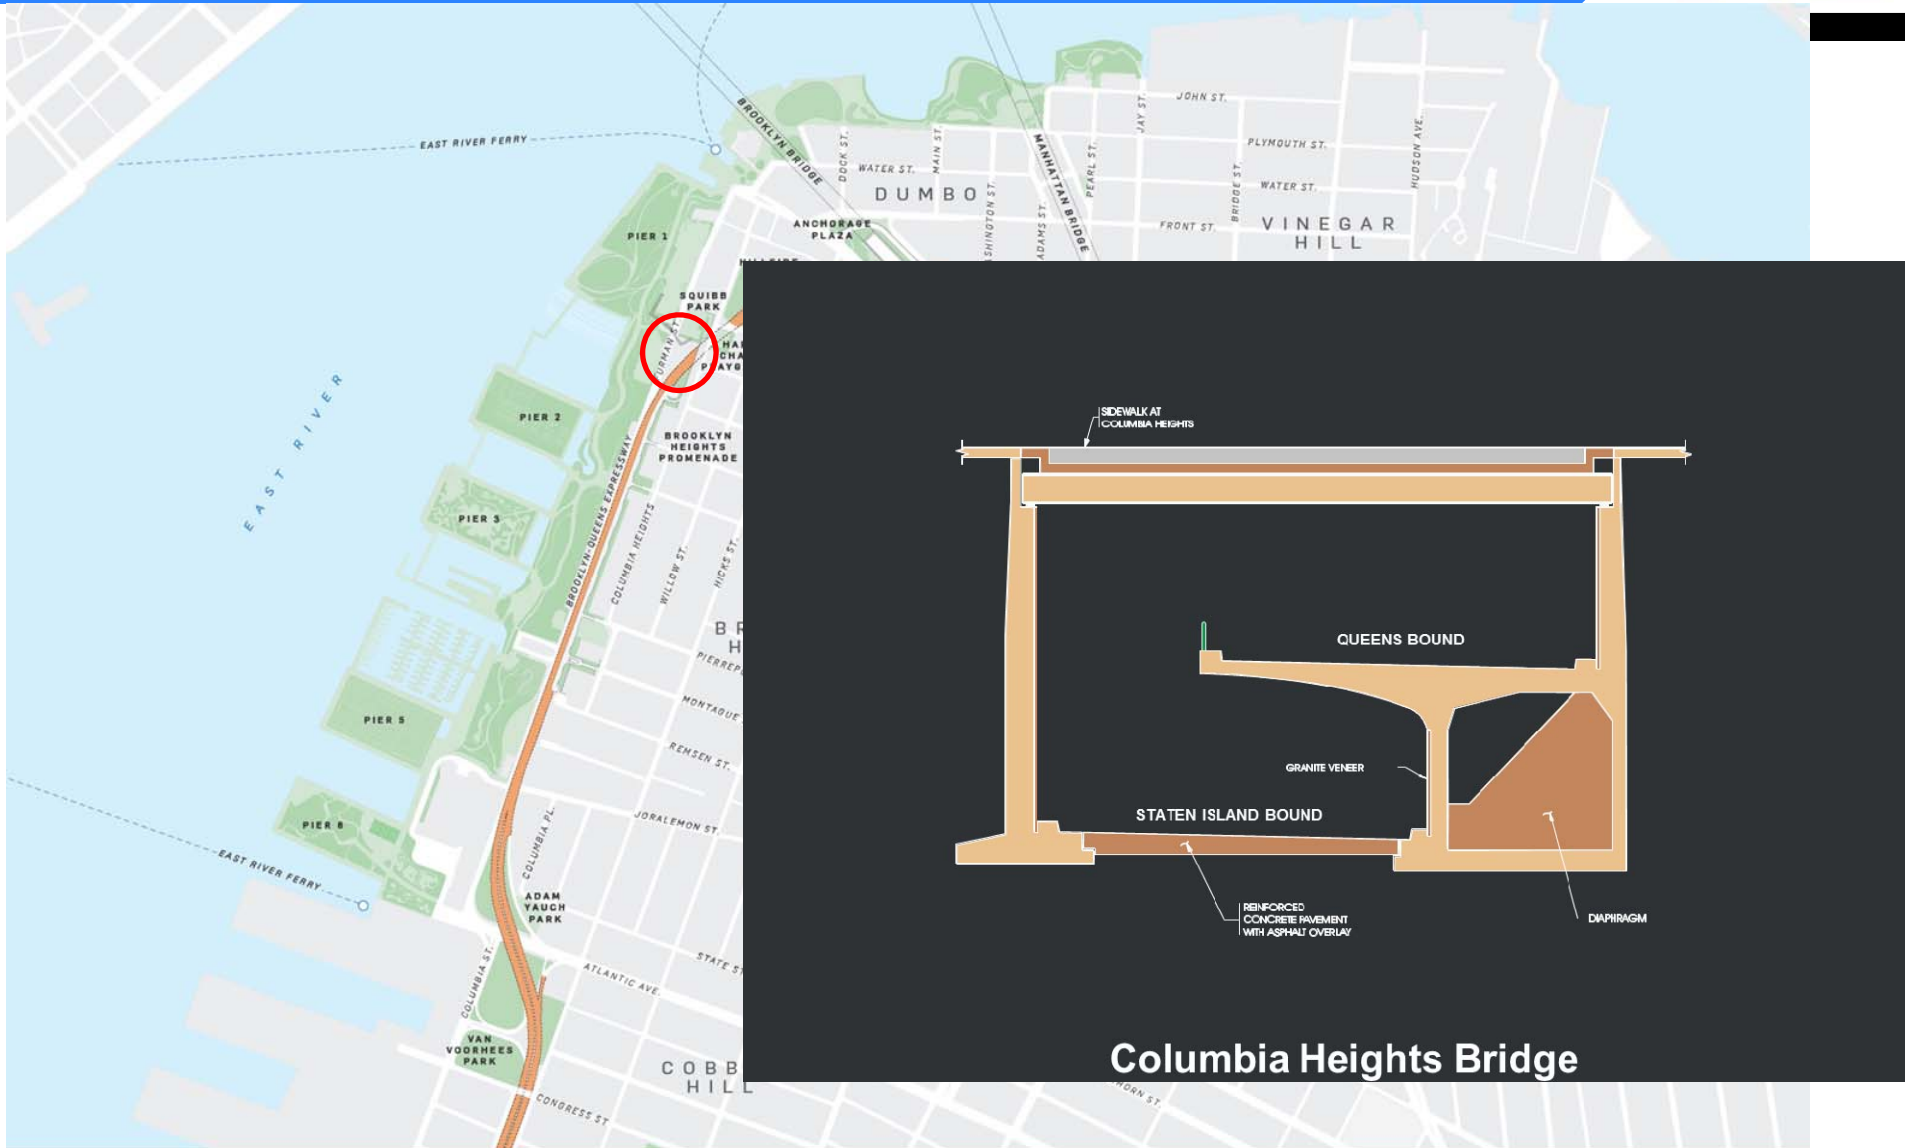 JOHN ST.
JAY ST.
BROOKLYN BRIDGE
EAST RIVER FERRY
DOCK ST.
MAIN ST.
MANHATTAN BRIDGE
PEARL ST.
PLYMOUTH ST.
HUDSON AVE.
WATER ST.
WATER ST.
BRIDGE ST.
DUMBO
ADAMS ST.
ANCHORAGE
PLAZA
FRONT ST.
VINEGAR
HILL
PIER 1
SQUIBB
PARK
PIER 2
EAST RIVER
BROOKLYN
HEIGHTS
PROMENADE
BROOKLYN-QUEENS EXPRESSWAY
PIER 3
COLUMBIA HEIGHTS
WILLOW ST.
HICKS ST.
BR
H
PIERREP
MONTAGUE
PIER 5
REMSEN ST.
PIER 6
JORALEMON ST.
COLUMBIA PL.
EAST RIVER FERRY
ADAM
YAUCH
PARK
COLUMBIA ST.
STATE S
ATLANTIC AVE.
VAN
VOORHEES
PARK
COBB
HILL
CONGRESS ST
HORN ST.
SIDEWALK AT
COLUMBIA HEIGHTS
QUEENS BOUND
GRANITE VENEER
STATEN ISLAND BOUND
REINFORCED
CONCRETE PAVEMENT
WITH ASPHALT OVERLAY
DIAPHRAGM
Columbia Heights Bridge